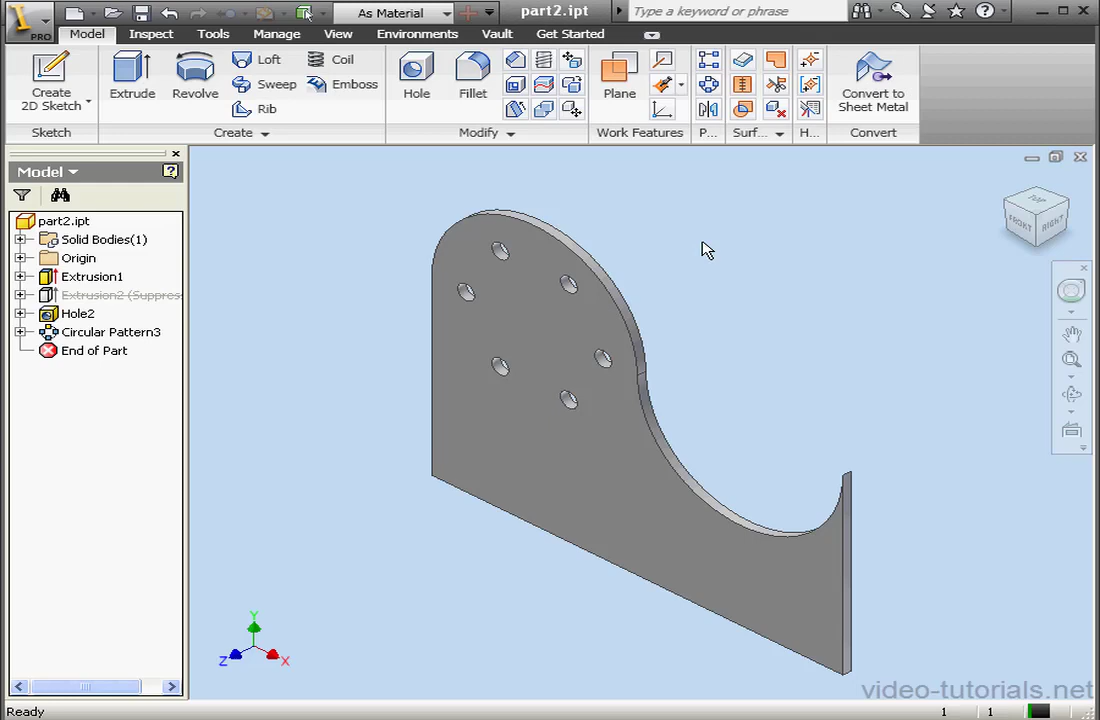 PRO
As Material
part2.ipt
Type a keyword or phrase
Model Inspect Tools Manage View Environments Vault Get Started
Create
2D Sketch
Extrude
Revolve
Loft
Sweep
Rib
Coil
Emboss
Hole
Fillet
Plane
Convert to
Sheet Metal
Sketch Create Modify Work Features P... Surf... H... Convert
Model
part2.ipt
Solid Bodies(1)
Origin
Extrusion1
Extrusion2 (Suppres
Hole2
Circular Pattern3
End of Part
TOP
FRONT
RIGHT
Y
Z
X
video-tutorials.net
Ready
1 1